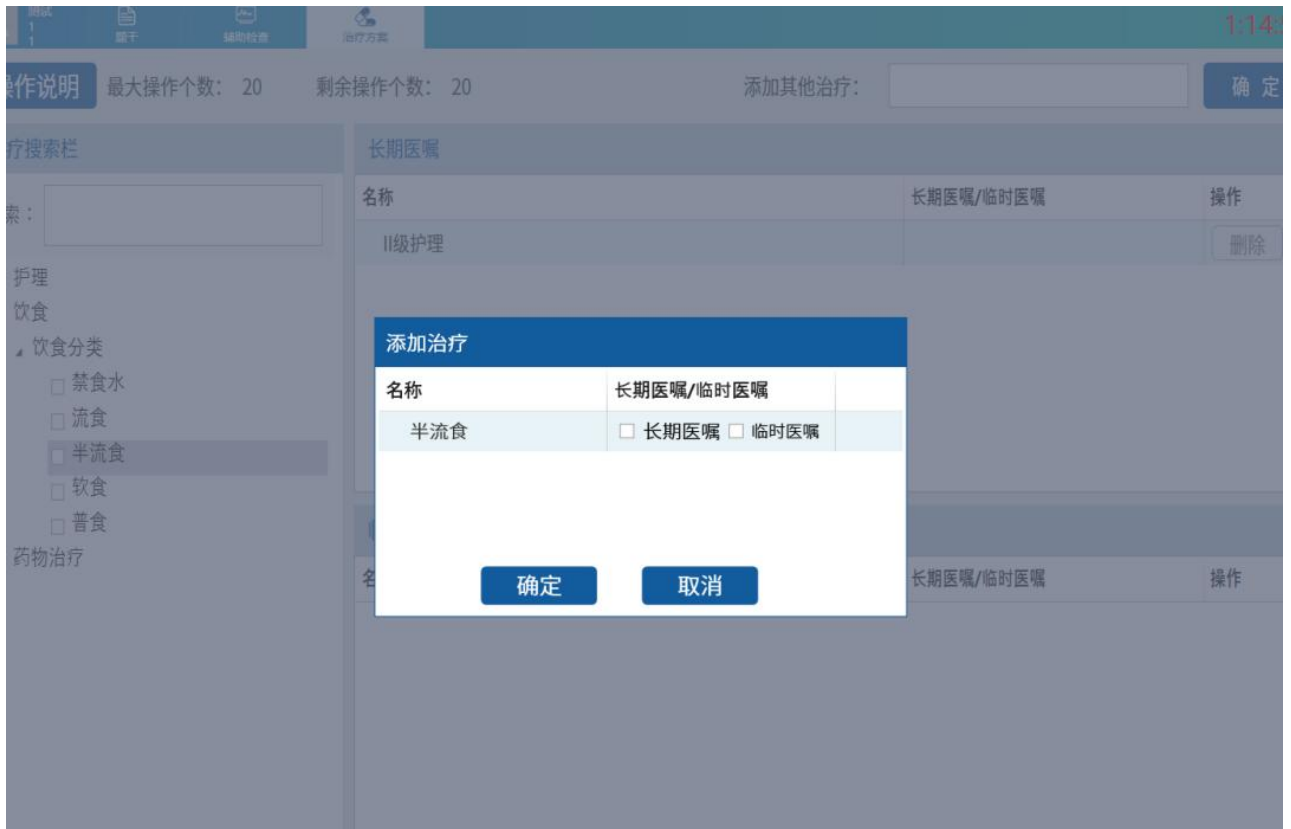 测试
1
1
题干
辅助检查
治疗方案
1:14:
操作说明 最大操作个数: 20 剩余操作个数: 20 添加其他治疗: 确 定
疗搜索栏 长期医嘱
索: 名称 长期医嘱/临时医嘱 操作
II级护理 删除
护理
饮食
饮食分类
禁食水
流食
半流食
软食
普食
药物治疗
添加治疗
名称 长期医嘱/临时医嘱
半流食 长期医嘱 临时医嘱
确定 取消
名 长期医嘱/临时医嘱 操作